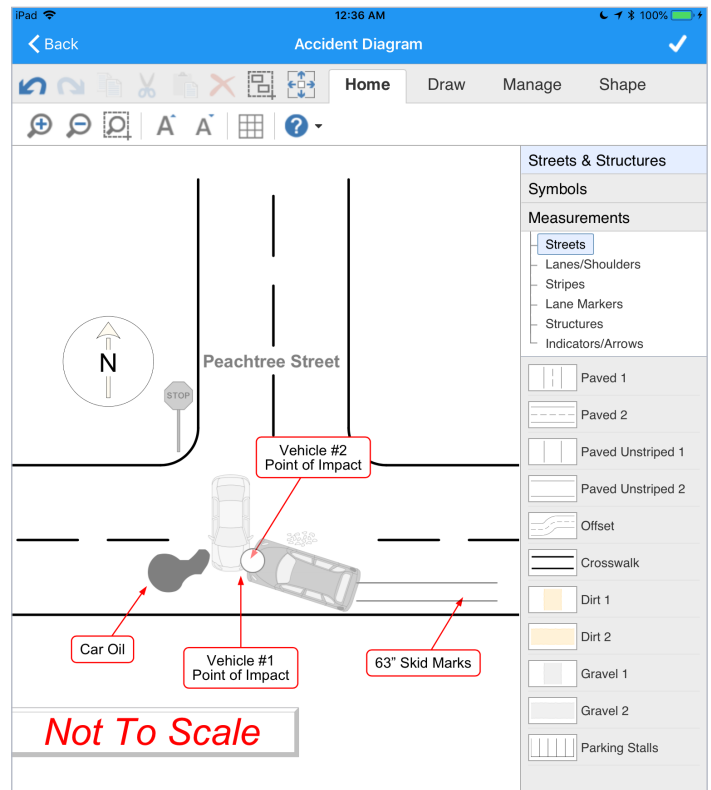 iPad 12:36 AM 100%
Back Accident Diagram
Home Draw Manage Shape
A A ?
Streets & Structures
Symbols
Measurements
Streets
Lanes/Shoulders
Stripes
Lane Markers
Structures
Indicators/Arrows
Paved 1
Paved 2
Paved Unstriped 1
Paved Unstriped 2
Offset
Crosswalk
Dirt 1
Dirt 2
Gravel 1
Gravel 2
Parking Stalls
N
Peachtree Street
STOP
Vehicle #2
Point of Impact
Car Oil
Vehicle #1
Point of Impact
63” Skid Marks
Not To Scale